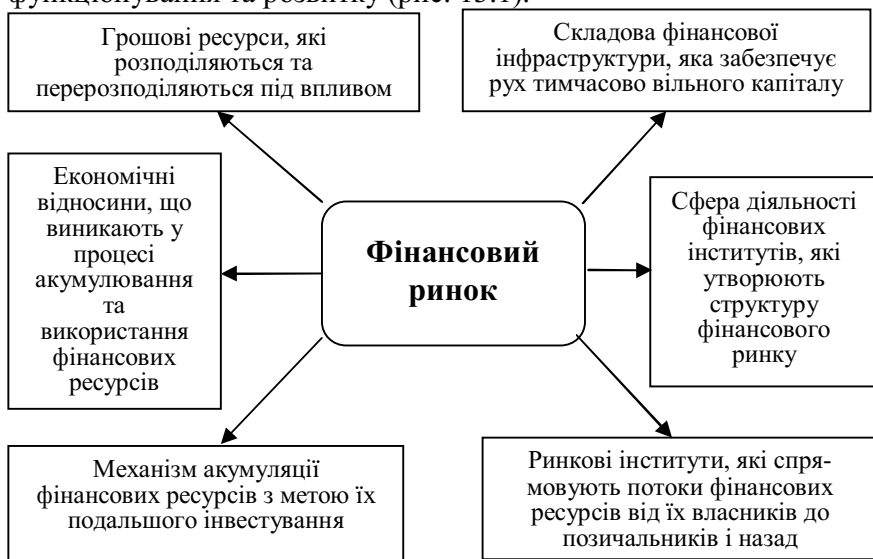 функціонування та розвитку (рис. 13.1).
Грошові ресурси, які
розподіляються та
перерозподіляються під впливом
Складова фінансової
інфраструктури, яка забезпечує
рух тимчасово вільного капіталу
Економічні
відносини, що
виникають у
процесі
акумулювання
та
використання
фінансових
ресурсів
Фінансовий
ринок
Сфера діяльності
фінансових
інститутів, які
утворюють
структуру
фінансового
ринку
Механізм акумуляції
фінансових ресурсів з метою їх
подальшого інвестування
Ринкові інститути, які спря-
мовують потоки фінансових
ресурсів від їх власників до
позичальників і назад